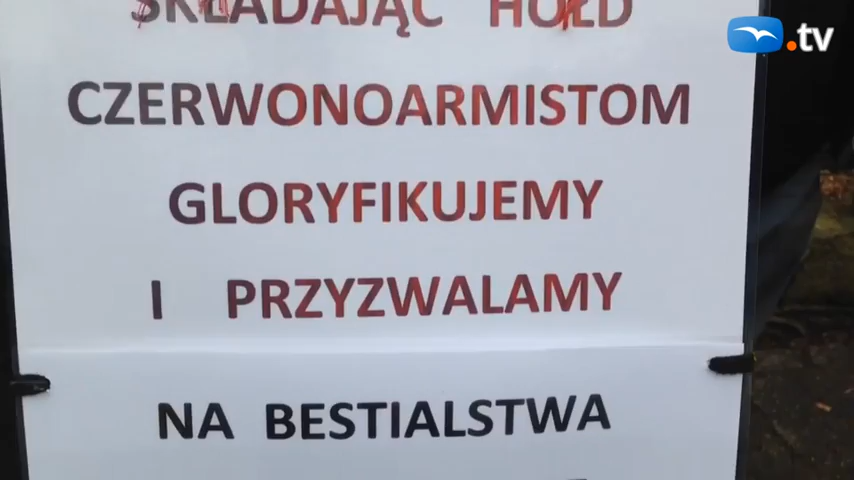 SKŁADAJĄC HOŁD
.tv
CZERWONOARMISTOM
GLORYFIKUJEMY
I PRZYZWALAMY
NA BESTIALSTWA